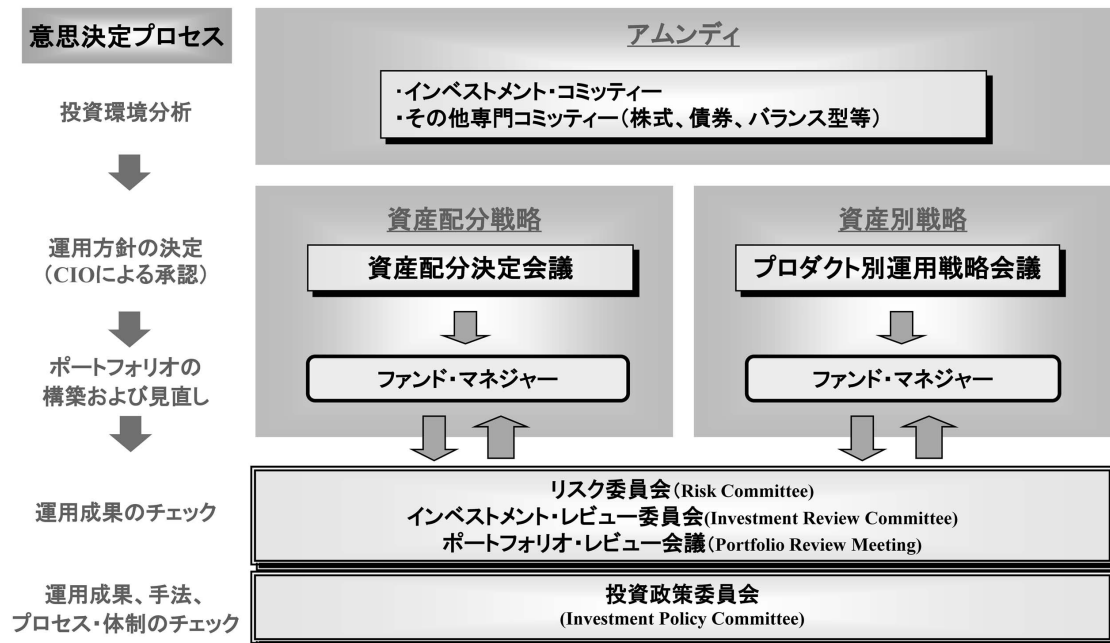 意思決定プロセス
アムンディ
投資環境分析
・インベストメント・コミッティー
・その他専門コミッティー（株式、債券、バランス型等）
資産配分戦略
資産別戦略
運用方針の決定
（CIOによる承認）
資産配分決定会議
プロダクト別運用戦略会議
ポートフォリオの
構築および見直し
ファンド・マネジャー
ファンド・マネジャー
運用成果のチェック
リスク委員会（Risk Committee）
インベストメント・レビュー委員会(Investment Review Committee)
ポートフォリオ・レビュー会議（Portfolio Review Meeting)
運用成果、手法、
プロセス・体制のチェック
投資政策委員会
(Investment Policy Committee)